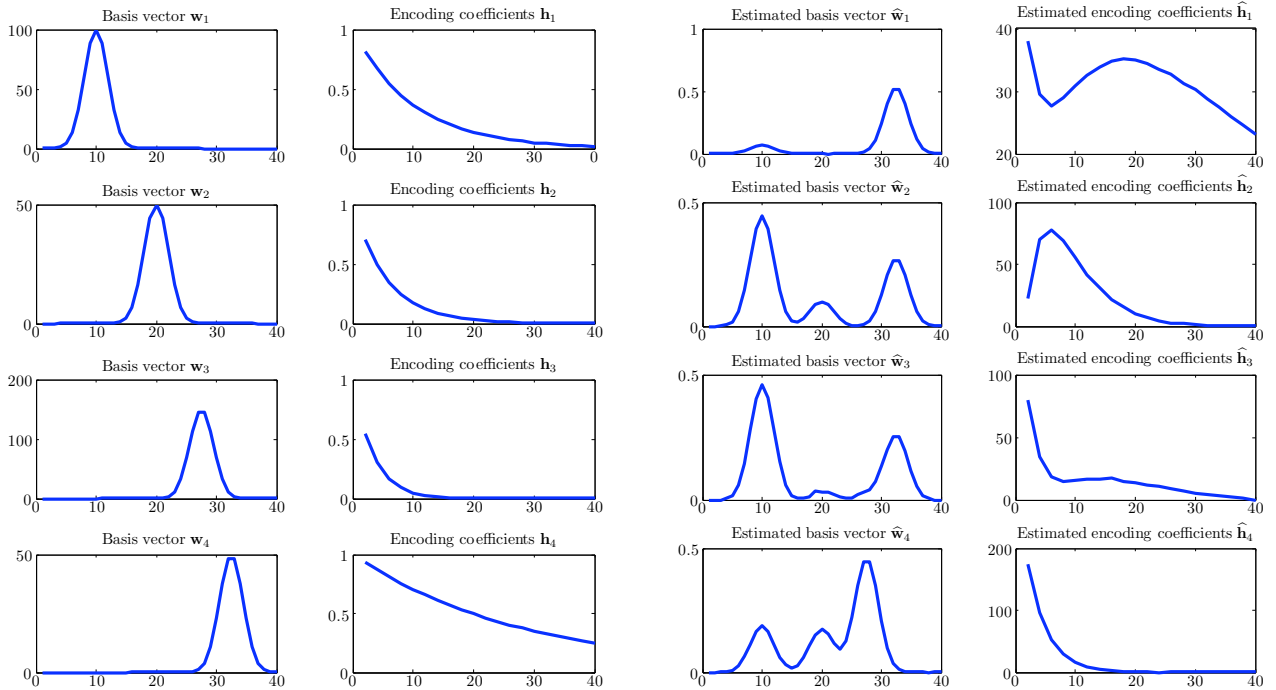 Basis vector w₁
100
50
0
0 10 20 30 40
Encoding coefficients h₁
1
0.5
0
0 10 20 30 0
Estimated basis vector ŵ₁
1
0.5
0
0 10 20 30 40
Estimated encoding coefficients ĥ₁
40
30
20
0 10 20 30 40
Basis vector w₂
50
0
0 10 20 30 40
Encoding coefficients h₂
1
0.5
0
0 10 20 30 40
Estimated basis vector ŵ₂
0.5
0
0 10 20 30 40
Estimated encoding coefficients ĥ₂
100
50
0
0 10 20 30 40
Basis vector w₃
200
100
0
0 10 20 30 40
Encoding coefficients h₃
1
0.5
0
0 10 20 30 40
Estimated basis vector ŵ₃
0.5
0
0 10 20 30 40
Estimated encoding coefficients ĥ₃
100
50
0
0 10 20 30 40
Basis vector w₄
50
0
0 10 20 30 40
Encoding coefficients h₄
1
0.5
0
0 10 20 30 40
Estimated basis vector ŵ₄
0.5
0
0 10 20 30 40
Estimated encoding coefficients ĥ₄
200
100
0
0 10 20 30 40